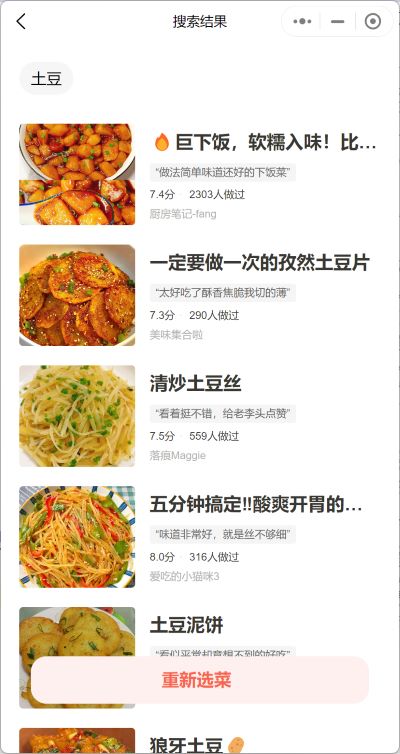 搜索结果
土豆
🔥巨下饭，软糯入味！比...
“做法简单味道还好的下饭菜”
7.4分 2303人做过
厨房笔记-fang
一定要做一次的孜然土豆片
“太好吃了酥香焦脆我切的薄”
7.3分 290人做过
美味集合啦
清炒土豆丝
“看着挺不错，给老李头点赞”
7.5分 559人做过
落痕Maggie
五分钟搞定‼️酸爽开胃的...
“味道非常好，就是丝不够细”
8.0分 316人做过
爱吃的小猫咪3
土豆泥饼
“看似平常却意想不到的好吃”
重新选菜
狼牙土豆🥔